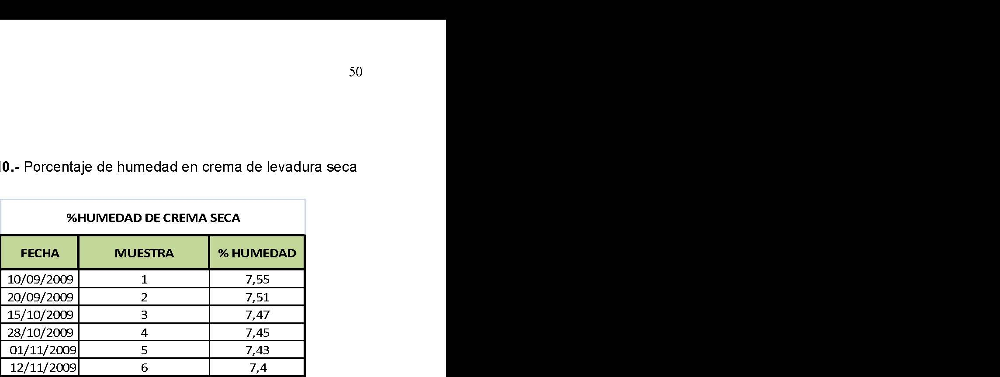 50
0.- Porcentaje de humedad en crema de levadura seca
%HUMEDAD DE CREMA SECA
FECHA MUESTRA % HUMEDAD
10/09/2009 1 7,55
20/09/2009 2 7,51
15/10/2009 3 7,47
28/10/2009 4 7,45
01/11/2009 5 7,43
12/11/2009 6 7,4